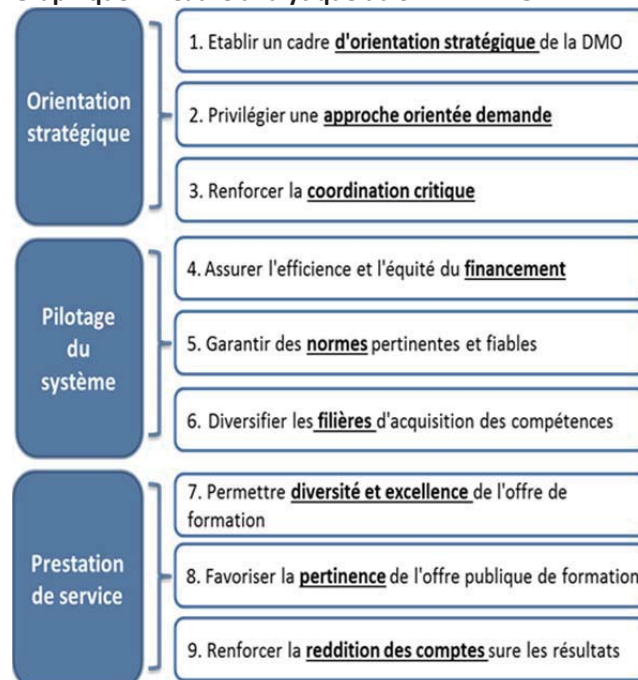 Orientation
stratégique
1. Etablir un cadre d'orientation stratégique de la DMO
2. Privilégier une approche orientée demande
3. Renforcer la coordination critique
Pilotage
du
système
4. Assurer l'efficience et l'équité du financement
5. Garantir des normes pertinentes et fiables
6. Diversifier les filières d'acquisition des compétences
Prestation
de service
7. Permettre diversité et excellence de l'offre de
formation
8. Favoriser la pertinence de l'offre publique de formation
9. Renforcer la reddition des comptes sure les résultats